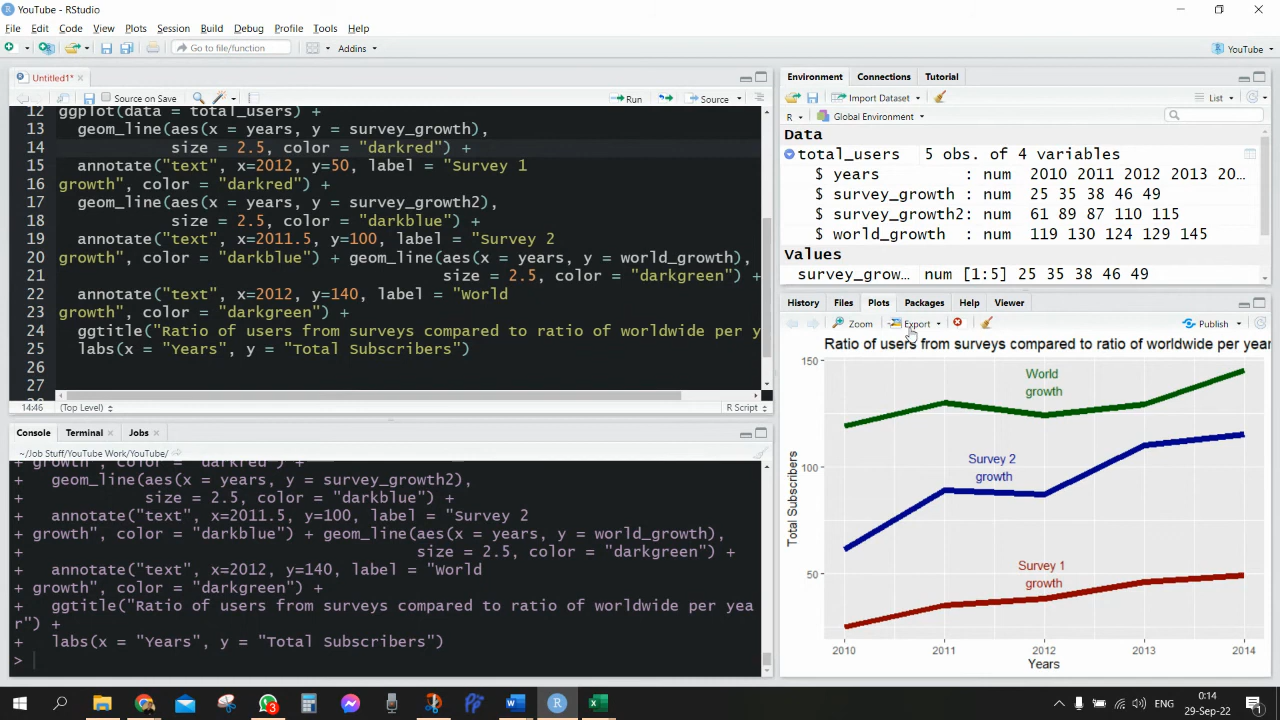 YouTube - RStudio
File Edit Code View Plots Session Build Debug Profile Tools Help
Go to file/function Addins YouTube
Untitled1*
Source on Save Run Source
12 ggplot(data = total_users) +
13 geom_line(aes(x = years, y = survey_growth),
14 size = 2.5, color = "darkred") +
15 annotate("text", x=2012, y=50, label = "Survey 1
16 growth", color = "darkred") +
17 geom_line(aes(x = years, y = survey_growth2),
18 size = 2.5, color = "darkblue") +
19 annotate("text", x=2011.5, y=100, label = "Survey 2
20 growth", color = "darkblue") + geom_line(aes(x = years, y = world_growth),
21 size = 2.5, color = "darkgreen") +
22 annotate("text", x=2012, y=140, label = "World
23 growth", color = "darkgreen") +
24 ggtitle("Ratio of users from surveys compared to ratio of worldwide per y
25 labs(x = "Years", y = "Total Subscribers")
26
27
14:46 (Top Level) R Script
Console Terminal Jobs
~/Job Stuff/YouTube Work/YouTube/
growth", color = "darkred") +
+ geom_line(aes(x = years, y = survey_growth2),
+ size = 2.5, color = "darkblue") +
+ annotate("text", x=2011.5, y=100, label = "Survey 2
+ growth", color = "darkblue") + geom_line(aes(x = years, y = world_growth),
+ size = 2.5, color = "darkgreen") +
+ annotate("text", x=2012, y=140, label = "World
+ growth", color = "darkgreen") +
+ ggtitle("Ratio of users from surveys compared to ratio of worldwide per yea
r") +
+ labs(x = "Years", y = "Total Subscribers")
>
Environment Connections Tutorial
Import Dataset List
R Global Environment
Data
total_users 5 obs. of 4 variables
$ years : num 2010 2011 2012 2013 20...
$ survey_growth : num 25 35 38 46 49
$ survey_growth2: num 61 89 87 110 115
$ world_growth : num 119 130 124 129 145
Values
survey_grow... num [1:5] 25 35 38 46 49
History Files Plots Packages Help Viewer
Zoom Export Publish
Ratio of users from surveys compared to ratio of worldwide per year
150
World
growth
Survey 2
growth
100
Total Subscribers
Survey 1
growth
50
2010 2011 2012 2013 2014
Years
3
ENG
0:14
29-Sep-22
1